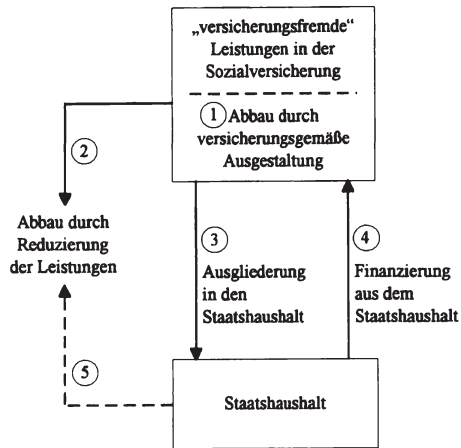 „versicherungsfremde“
Leistungen in der
Sozialversicherung
① Abbau durch
versicherungsgemäße
Ausgestaltung
②
Abbau durch
Reduzierung
der Leistungen
③
Ausgliederung
in den
Staatshaushalt
④
Finanzierung
aus dem
Staatshaushalt
⑤
Staatshaushalt